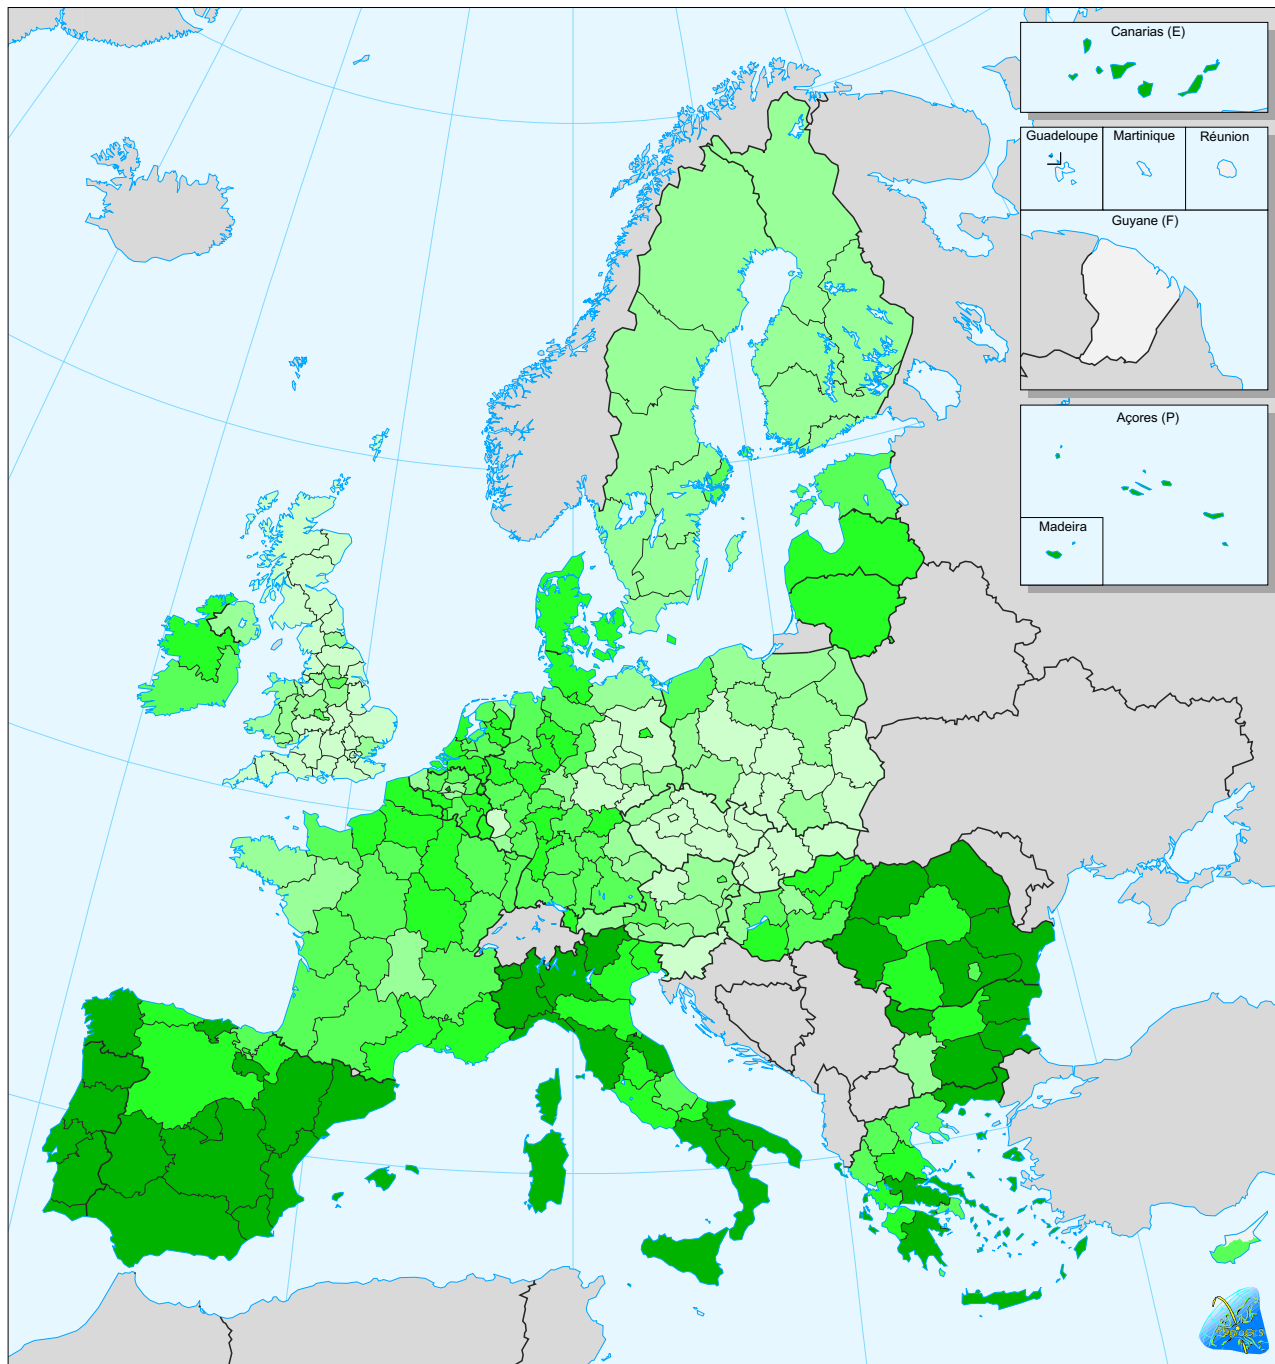 Canarias (E)
Guadeloupe
Martinique
Réunion
Guyane (F)
Açores (P)
Madeira